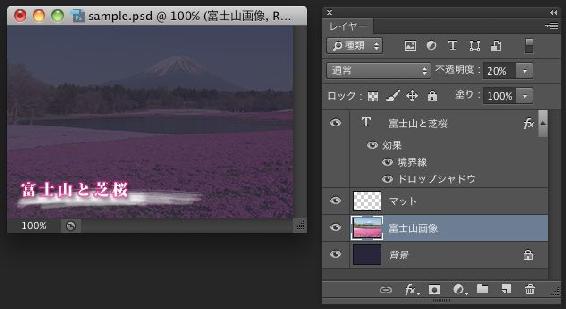 sample.psd @ 100% (富士山画像, R...
富士山と芝桜
100%
レイヤー
種類
T
通常
不透明度: 20%
ロック:
塗り: 100%
T 富士山と芝桜 fx
効果
境界線
ドロップシャドウ
マット
富士山画像
背景
fx